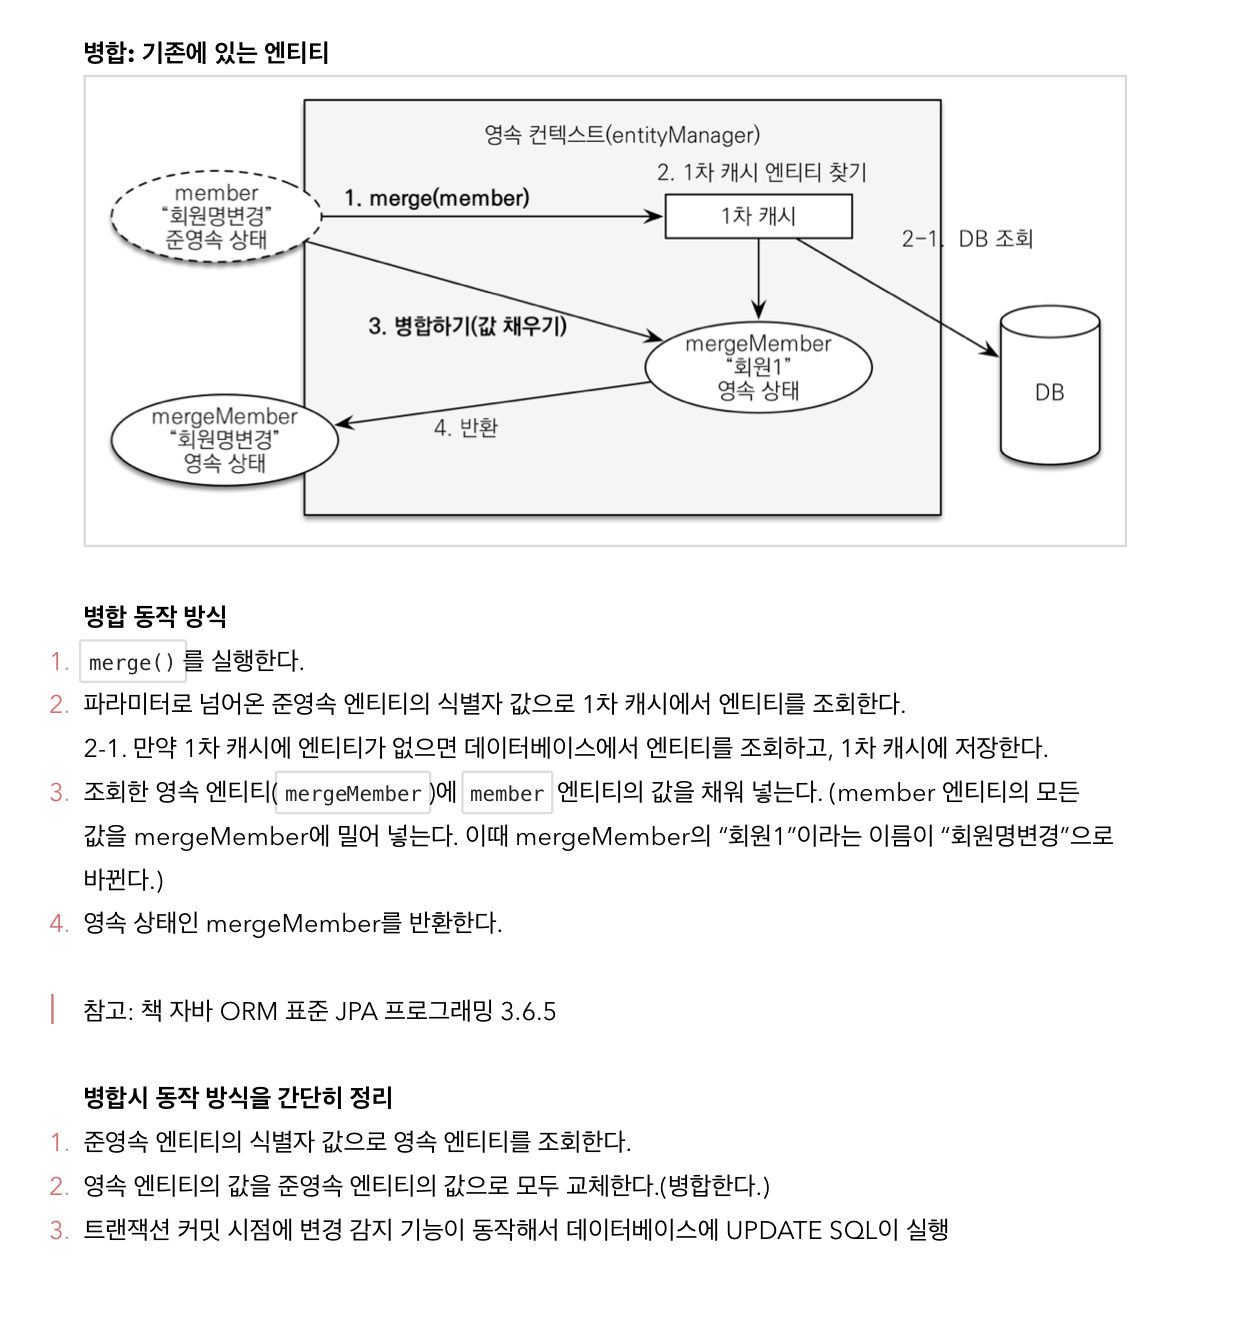 병합: 기존에 있는 엔티티
영속 컨텍스트(entityManager)
2. 1차 캐시 엔티티 찾기
member
“회원명변경”
준영속 상태
1. merge(member)
1차 캐시
2-1. DB 조회
3. 병합하기(값 채우기)
mergeMember
“회원1”
영속 상태
DB
mergeMember
“회원명변경”
영속 상태
4. 반환
병합 동작 방식
1. merge() 를 실행한다.
2. 파라미터로 넘어온 준영속 엔티티의 식별자 값으로 1차 캐시에서 엔티티를 조회한다.
2-1. 만약 1차 캐시에 엔티티가 없으면 데이터베이스에서 엔티티를 조회하고, 1차 캐시에 저장한다.
3. 조회한 영속 엔티티( mergeMember )에 member 엔티티의 값을 채워 넣는다. (member 엔티티의 모든
값을 mergeMember에 밀어 넣는다. 이때 mergeMember의 “회원1”이라는 이름이 “회원명변경”으로
바뀐다.)
4. 영속 상태인 mergeMember를 반환한다.
참고: 책 자바 ORM 표준 JPA 프로그래밍 3.6.5
병합시 동작 방식을 간단히 정리
1. 준영속 엔티티의 식별자 값으로 영속 엔티티를 조회한다.
2. 영속 엔티티의 값을 준영속 엔티티의 값으로 모두 교체한다.(병합한다.)
3. 트랜잭션 커밋 시점에 변경 감지 기능이 동작해서 데이터베이스에 UPDATE SQL이 실행